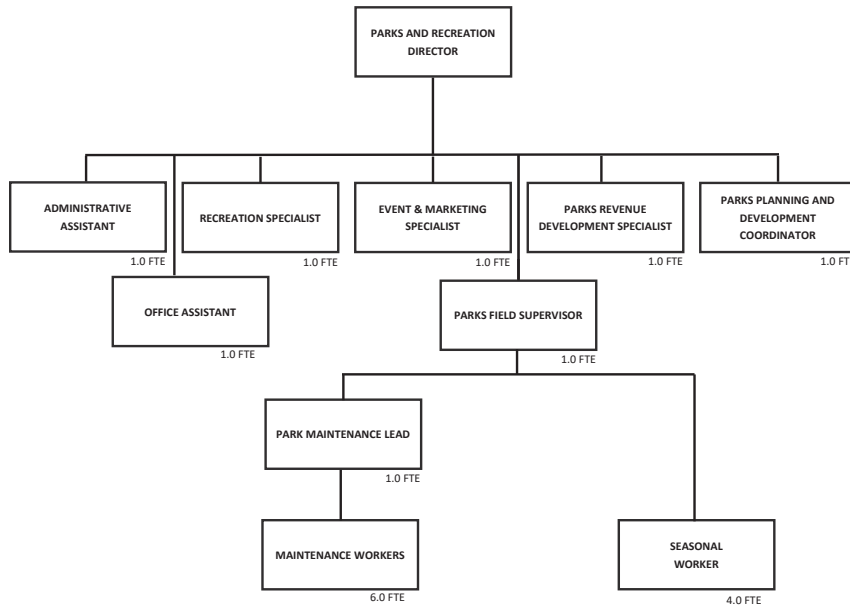 PARKS AND RECREATION
DIRECTOR
ADMINISTRATIVE
ASSISTANT
1.0 FTE
RECREATION SPECIALIST
1.0 FTE
EVENT & MARKETING
SPECIALIST
1.0 FTE
PARKS REVENUE
DEVELOPMENT SPECIALIST
1.0 FTE
PARKS PLANNING AND
DEVELOPMENT
COORDINATOR
1.0 FT
OFFICE ASSISTANT
1.0 FTE
PARKS FIELD SUPERVISOR
1.0 FTE
PARK MAINTENANCE LEAD
1.0 FTE
MAINTENANCE WORKERS
6.0 FTE
SEASONAL
WORKER
4.0 FTE